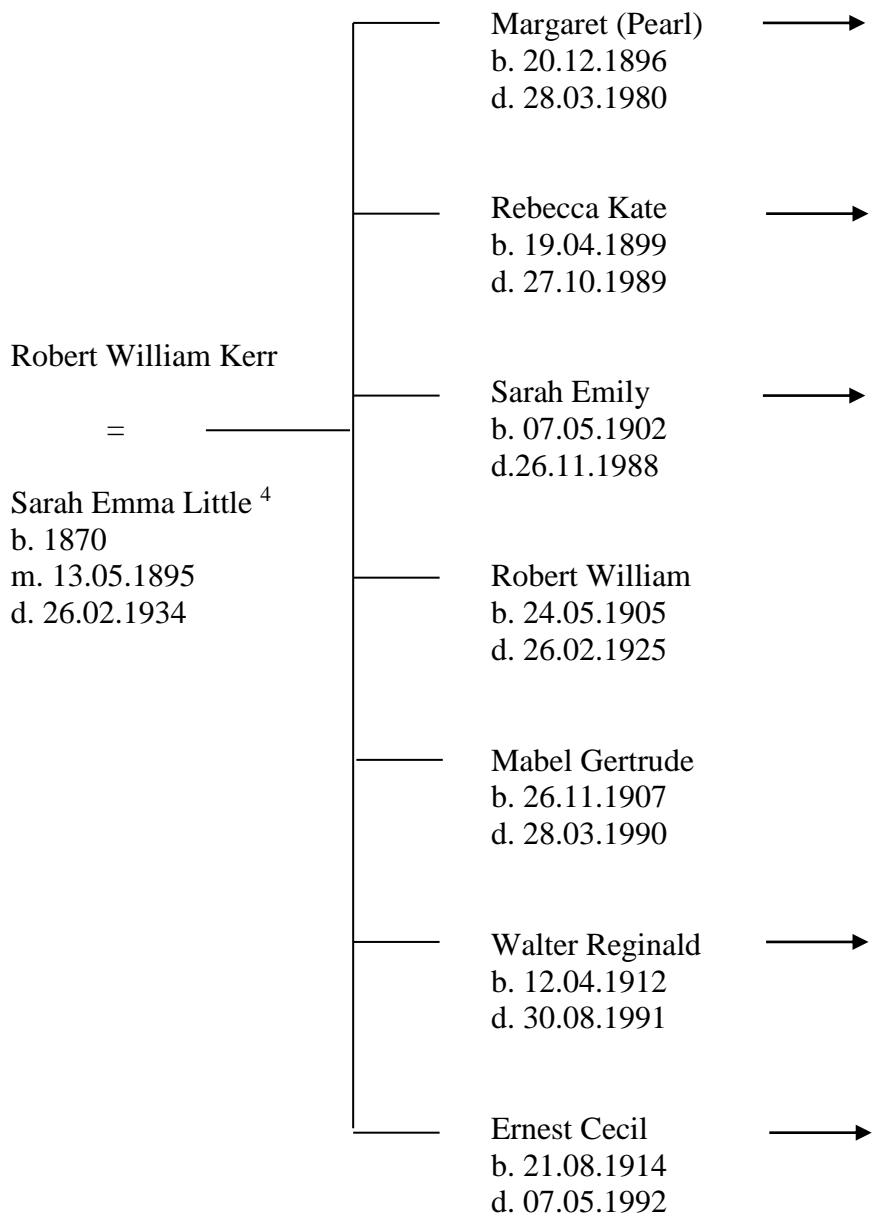 Robert William Kerr
=
Sarah Emma Little 4
b. 1870
m. 13.05.1895
d. 26.02.1934
Margaret (Pearl)
b. 20.12.1896
d. 28.03.1980
Rebecca Kate
b. 19.04.1899
d. 27.10.1989
Sarah Emily
b. 07.05.1902
d.26.11.1988
Robert William
b. 24.05.1905
d. 26.02.1925
Mabel Gertrude
b. 26.11.1907
d. 28.03.1990
Walter Reginald
b. 12.04.1912
d. 30.08.1991
Ernest Cecil
b. 21.08.1914
d. 07.05.1992